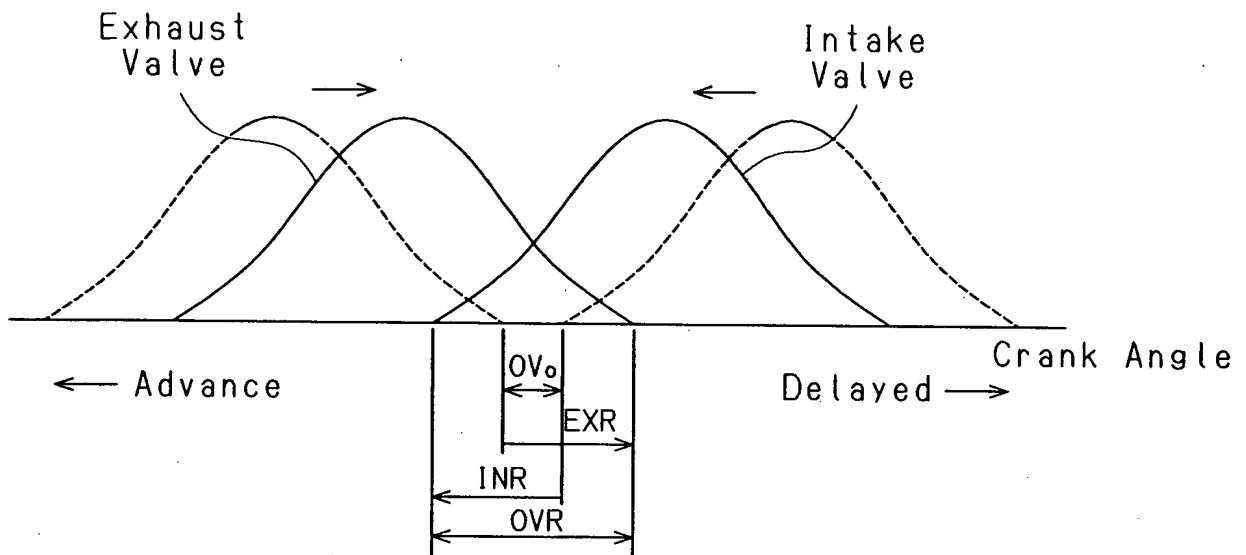 Exhaust
Valve
Intake
Valve
Crank Angle
Advance
OVo
Delayed
EXR
INR
OVR